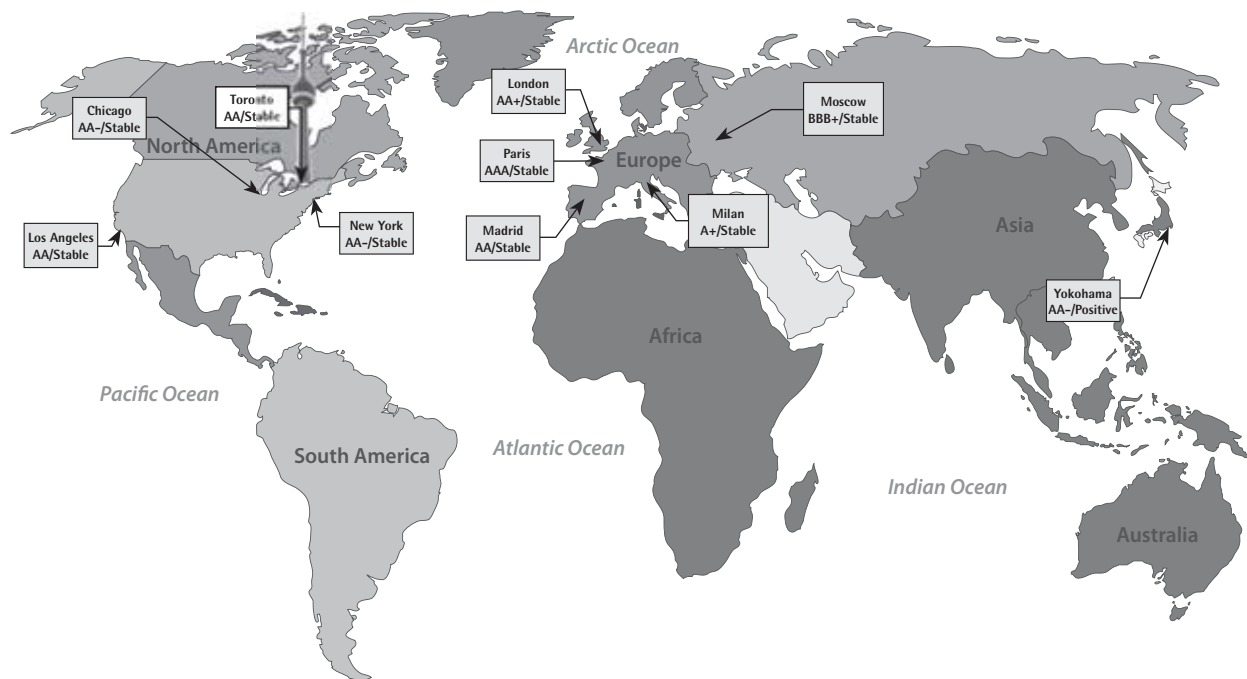 Arctic Ocean
London
AA+/Stable
Moscow
BBB+/Stable
Chicago
AA–/Stable
Toronto
AA/Stable
North America
Paris
AAA/Stable
Europe
Los Angeles
AA/Stable
New York
AA–/Stable
Madrid
AA/Stable
Milan
A+/Stable
Asia
Yokohama
AA–/Positive
Africa
Pacific Ocean
South America
Atlantic Ocean
Indian Ocean
Australia